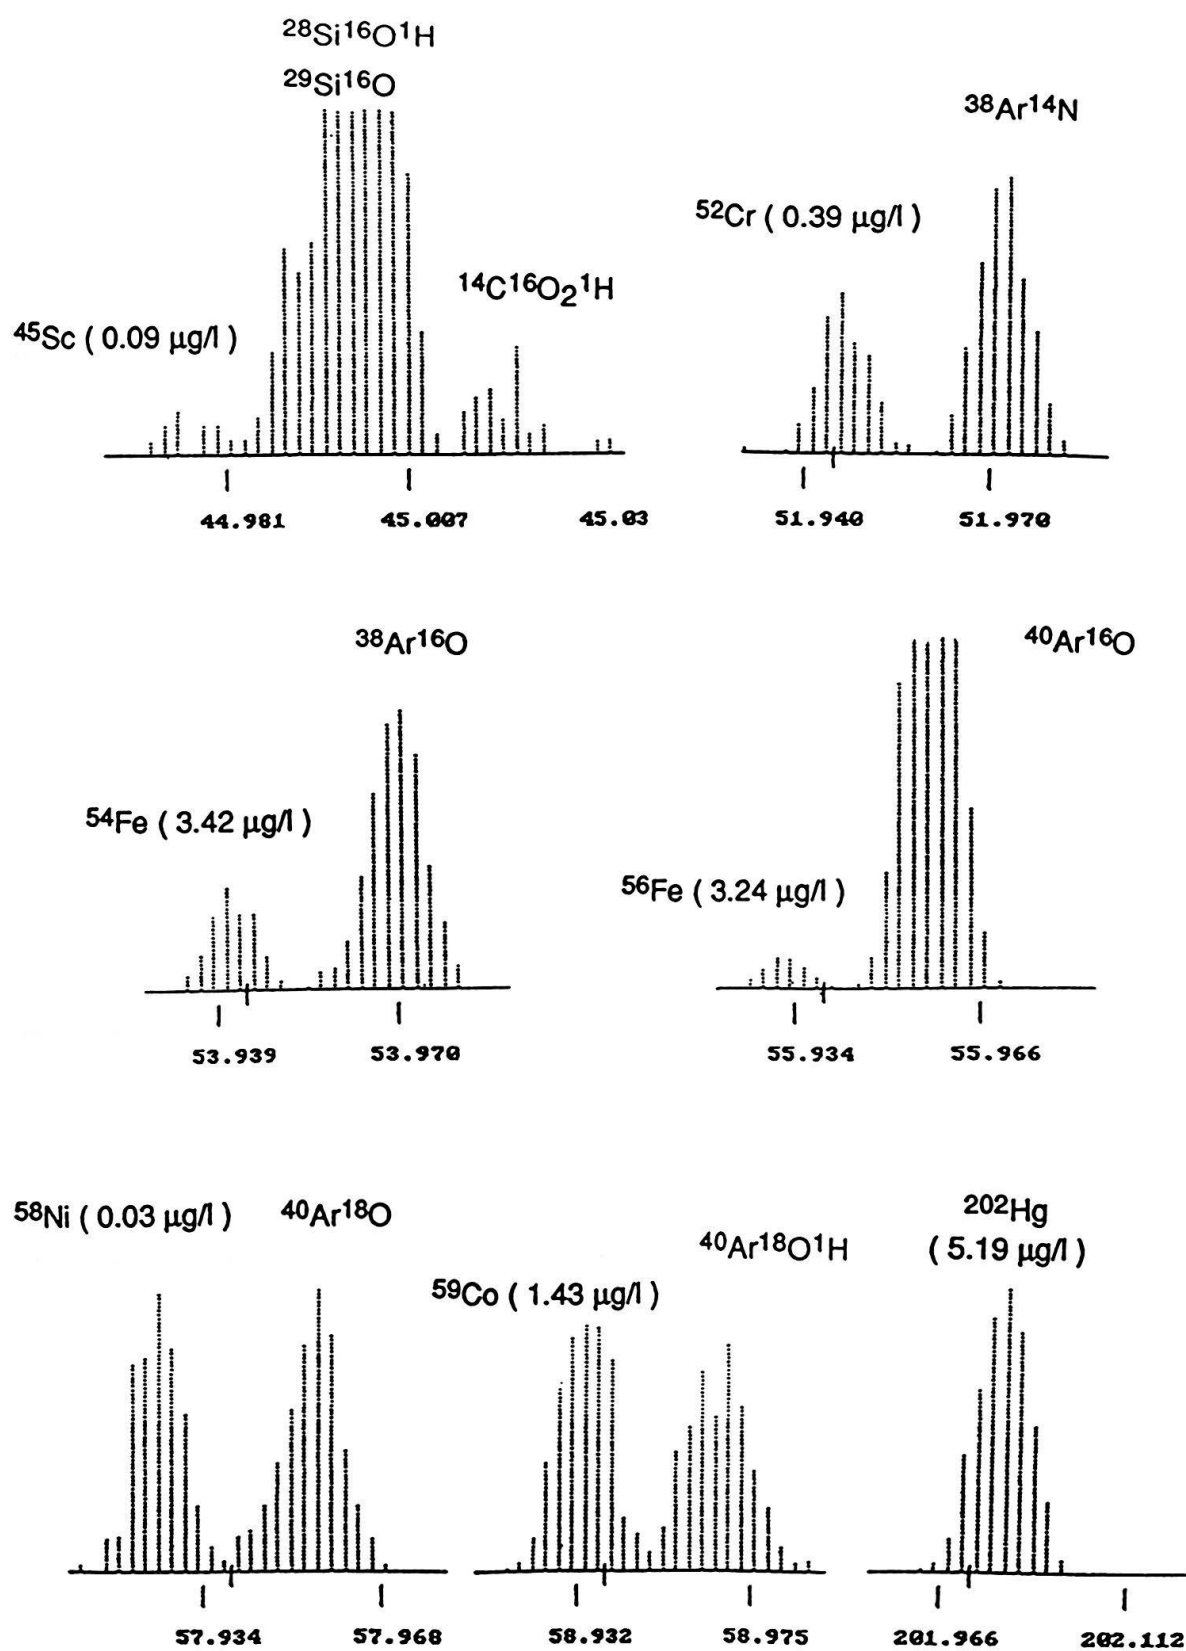 ²⁸Si¹⁶O¹H
²⁹Si¹⁶O
⁴⁵Sc ( 0.09 µg/l )
¹⁴C¹⁶O₂¹H
44.981 45.007 45.03
³⁸Ar¹⁴N
⁵²Cr ( 0.39 µg/l )
51.940 51.970
³⁸Ar¹⁶O
⁵⁴Fe ( 3.42 µg/l )
53.939 53.970
⁴⁰Ar¹⁶O
⁵⁶Fe ( 3.24 µg/l )
55.934 55.966
⁵⁸Ni ( 0.03 µg/l ) ⁴⁰Ar¹⁸O
57.934 57.968
⁴⁰Ar¹⁸O¹H
⁵⁹Co ( 1.43 µg/l )
58.932 58.975
²⁰²Hg
( 5.19 µg/l )
201.966 202.112